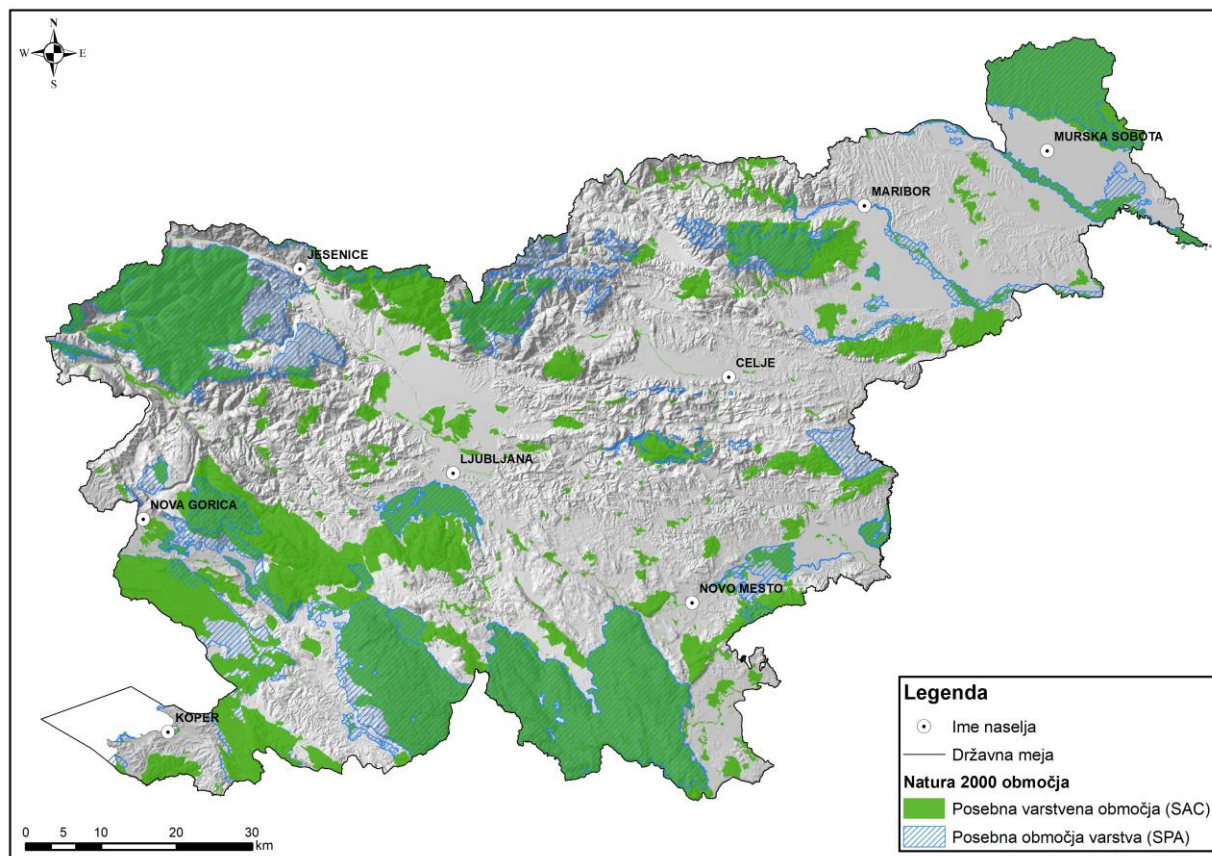 N
W E
S
MURSKA SOBOTA
MARIBOR
JESENICE
CELJE
LJUBLJANA
NOVA GORICA
NOVO MESTO
KOPER
Legenda
Ime naselja
Državna meja
Natura 2000 območja
Posebna varstvena območja (SAC)
Posebna območja varstva (SPA)
0 5 10 20 30
km